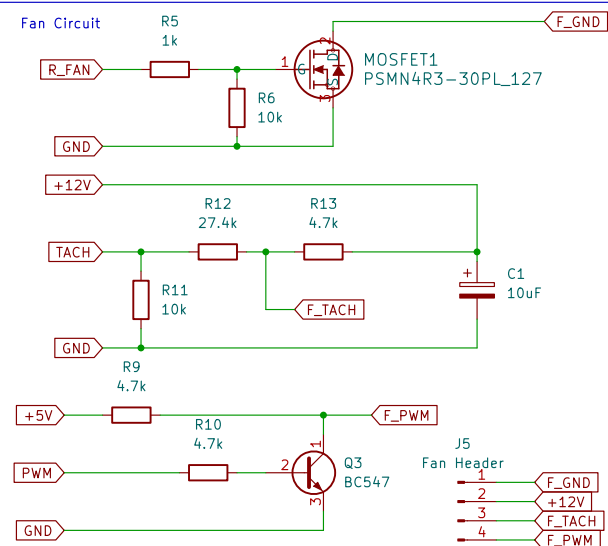 Fan Circuit
R5
1k
F_GND
R_FAN
1
2
G
D
S
3
MOSFET1
PSMN4R3-30PL_127
R6
10k
GND
+12V
R12
27.4k
R13
4.7k
TACH
R11
10k
F_TACH
+
C1
10uF
GND
R9
4.7k
+5V
F_PWM
R10
4.7k
PWM
2
1
3
Q3
BC547
GND
J5
Fan Header
1 F_GND
2 +12V
3 F_TACH
4 F_PWM